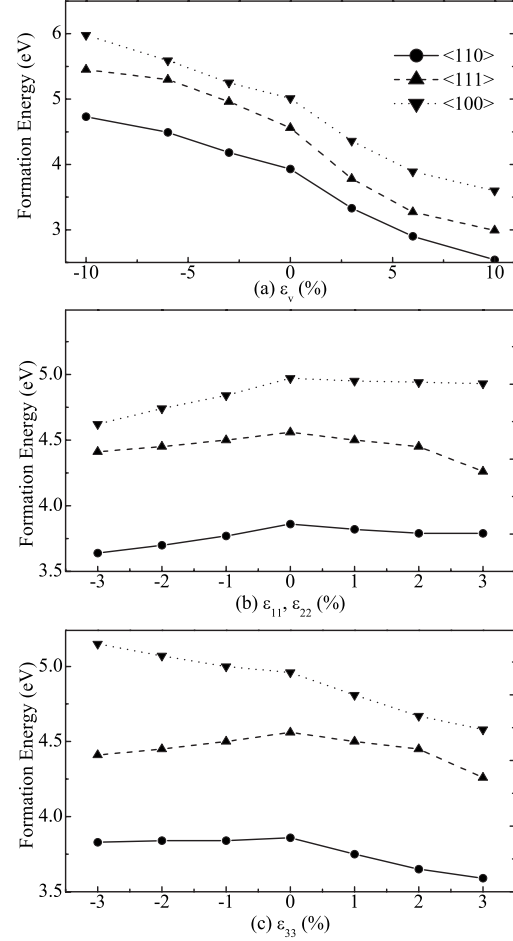 6
5
4
3
Formation Energy (eV)
<110>
<111>
<100>
-10 -5 0 5 10
(a) εv (%)
5.0
4.5
4.0
3.5
Formation Energy (eV)
-3 -2 -1 0 1 2 3
(b) ε11, ε22 (%)
5.0
4.5
4.0
3.5
Formation Energy (eV)
-3 -2 -1 0 1 2 3
(c) ε33 (%)